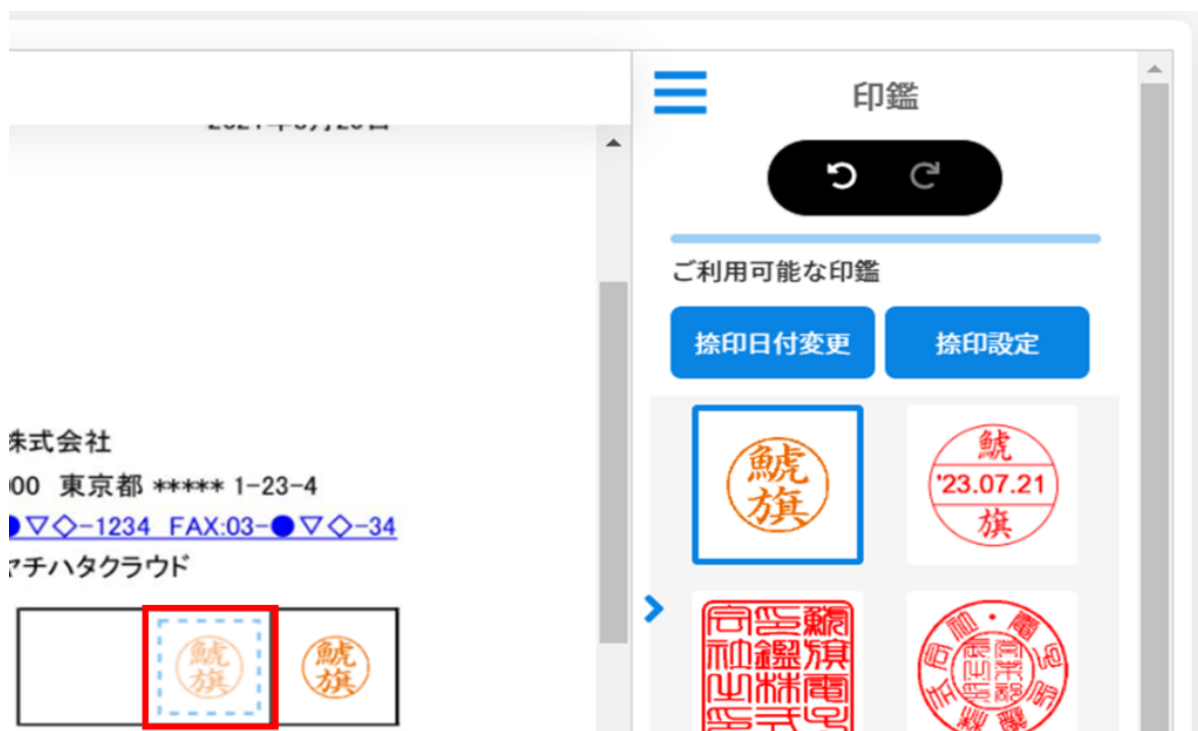 印鑑
ご利用可能な印鑑
捺印日付変更
捺印設定
鯱旗
鯱
'23.07.21
旗
株式会社
00 東京都 ***** 1-23-4
●▽◇-1234 FAX:03-●▽◇-34
ヤチハタクラウド
鯱旗
鯱旗